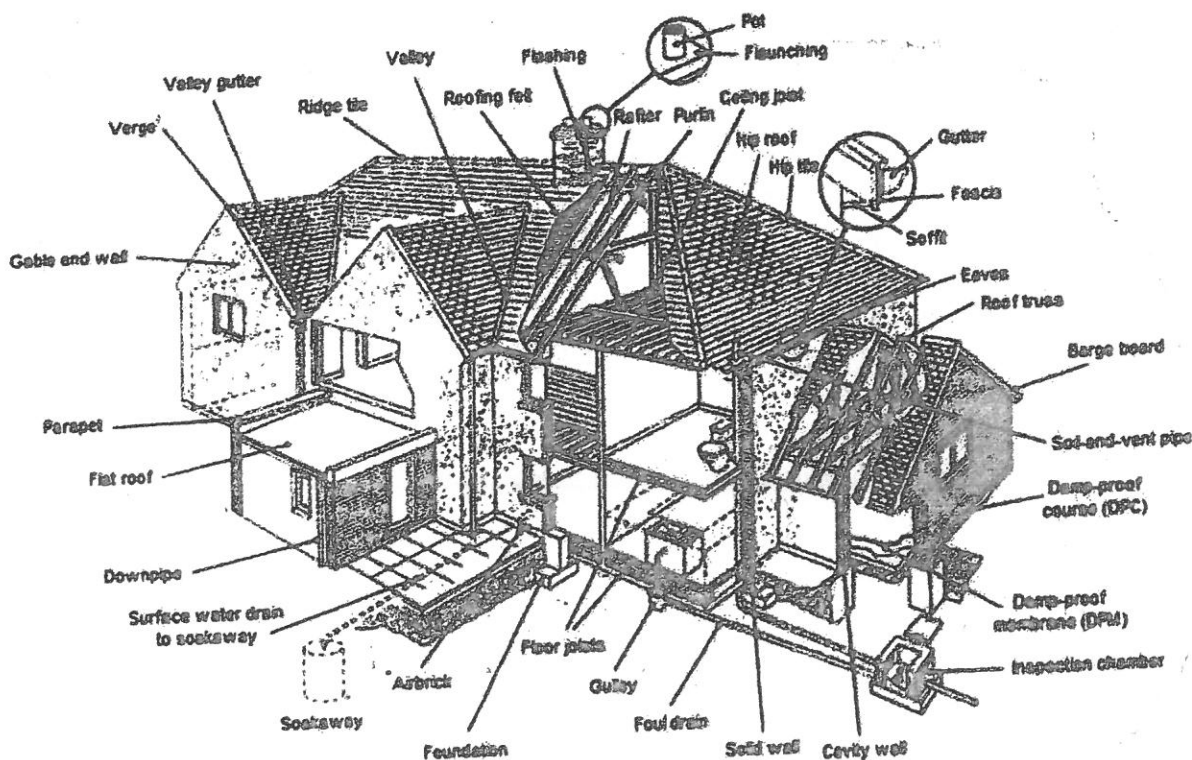 Pot
Flaunching
Flashing
Valley
Valley gutter
Roofing felt
Rafter
Purlin
Ceiling joist
Ridge tile
Verge
Hip roof
Hip tile
Gutter
Fascia
Soffit
Gable end wall
Eaves
Roof truss
Barge board
Parapet
Soil-and-vent pipe
Flat roof
Damp-proof
course (DPC)
Downpipe
Surface water drain
to soakaway
Damp-proof
membrane (DPM)
Floor joists
Airbrick
Gulley
Inspection chamber
Soakaway
Foul drain
Foundation
Solid wall
Cavity wall